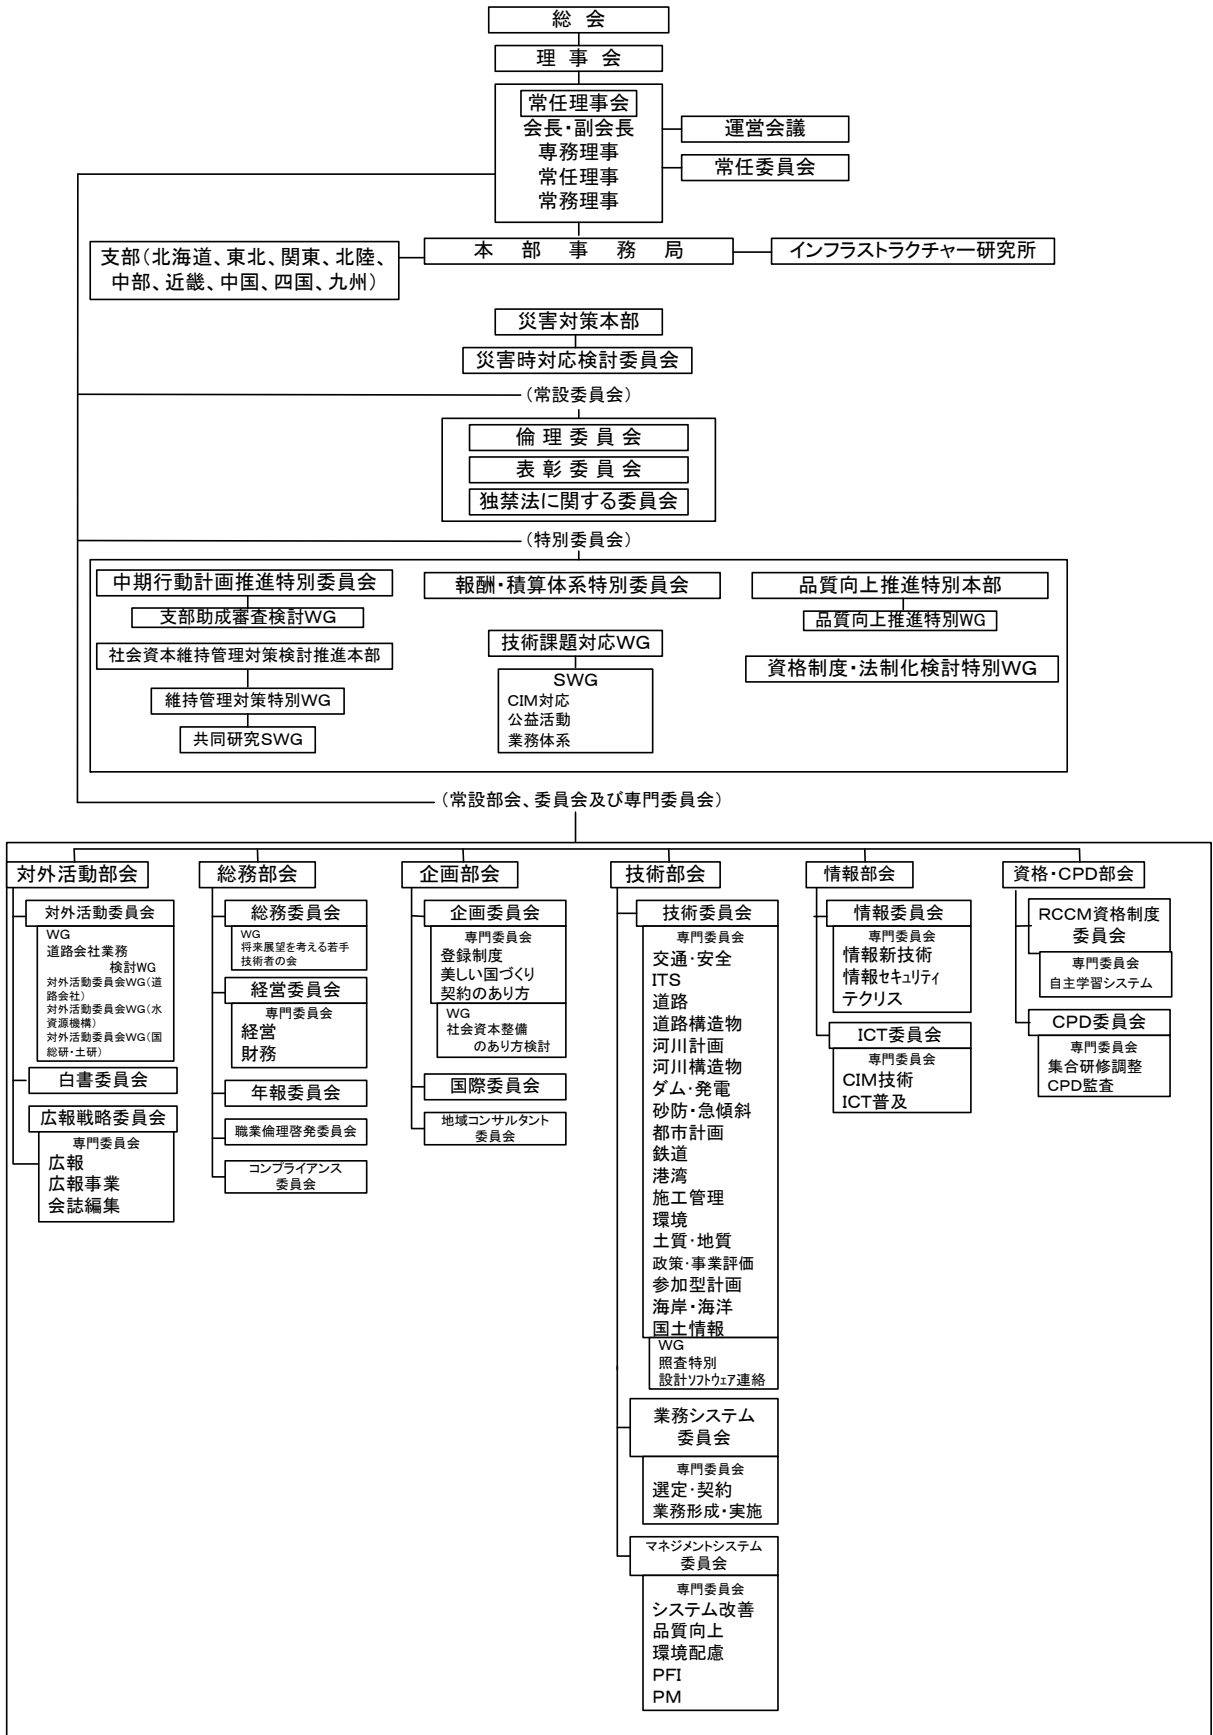 総 会
理 事 会
常任理事会
会長・副会長
専務理事
常任理事
常務理事
運営会議
常任委員会
支部(北海道、東北、関東、北陸、
中部、近畿、中国、四国、九州)
本 部 事 務 局
インフラストラクチャー研究所
災害対策本部
災害時対応検討委員会
(常設委員会)
倫 理 委 員 会
表 彰 委 員 会
独禁法に関する委員会
(特別委員会)
中期行動計画推進特別委員会
支部助成審査検討WG
社会資本維持管理対策検討推進本部
維持管理対策特別WG
共同研究SWG
報酬・積算体系特別委員会
技術課題対応WG
SWG
CIM対応
公益活動
業務体系
品質向上推進特別本部
品質向上推進特別WG
資格制度・法制化検討特別WG
(常設部会、委員会及び専門委員会)
対外活動部会
対外活動委員会
WG
道路会社業務
検討WG
対外活動委員会WG(道
路会社)
対外活動委員会WG(水
資源機構)
対外活動委員会WG(国
総研・土研)
白書委員会
広報戦略委員会
専門委員会
広報
広報事業
会誌編集
総務部会
総務委員会
WG
将来展望を考える若手
技術者の会
経営委員会
専門委員会
経営
財務
年報委員会
職業倫理啓発委員会
コンプライアンス
委員会
企画部会
企画委員会
専門委員会
登録制度
美しい国づくり
契約のあり方
WG
社会資本整備
のあり方検討
国際委員会
地域コンサルタント
委員会
技術部会
技術委員会
専門委員会
交通・安全
ITS
道路
道路構造物
河川計画
河川構造物
ダム・発電
砂防・急傾斜
都市計画
鉄道
港湾
施工管理
環境
土質・地質
政策・事業評価
参加型計画
海岸・海洋
国土情報
WG
照査特別
設計ソフトウェア連絡
業務システム
委員会
専門委員会
選定・契約
業務形成・実施
マネジメントシステム
委員会
専門委員会
システム改善
品質向上
環境配慮
PFI
PM
情報部会
情報委員会
専門委員会
情報新技術
情報セキュリティ
テクリス
ICT委員会
専門委員会
CIM技術
ICT普及
資格・CPD部会
RCCM資格制度
委員会
専門委員会
自主学習システム
CPD委員会
専門委員会
集合研修調整
CPD監査